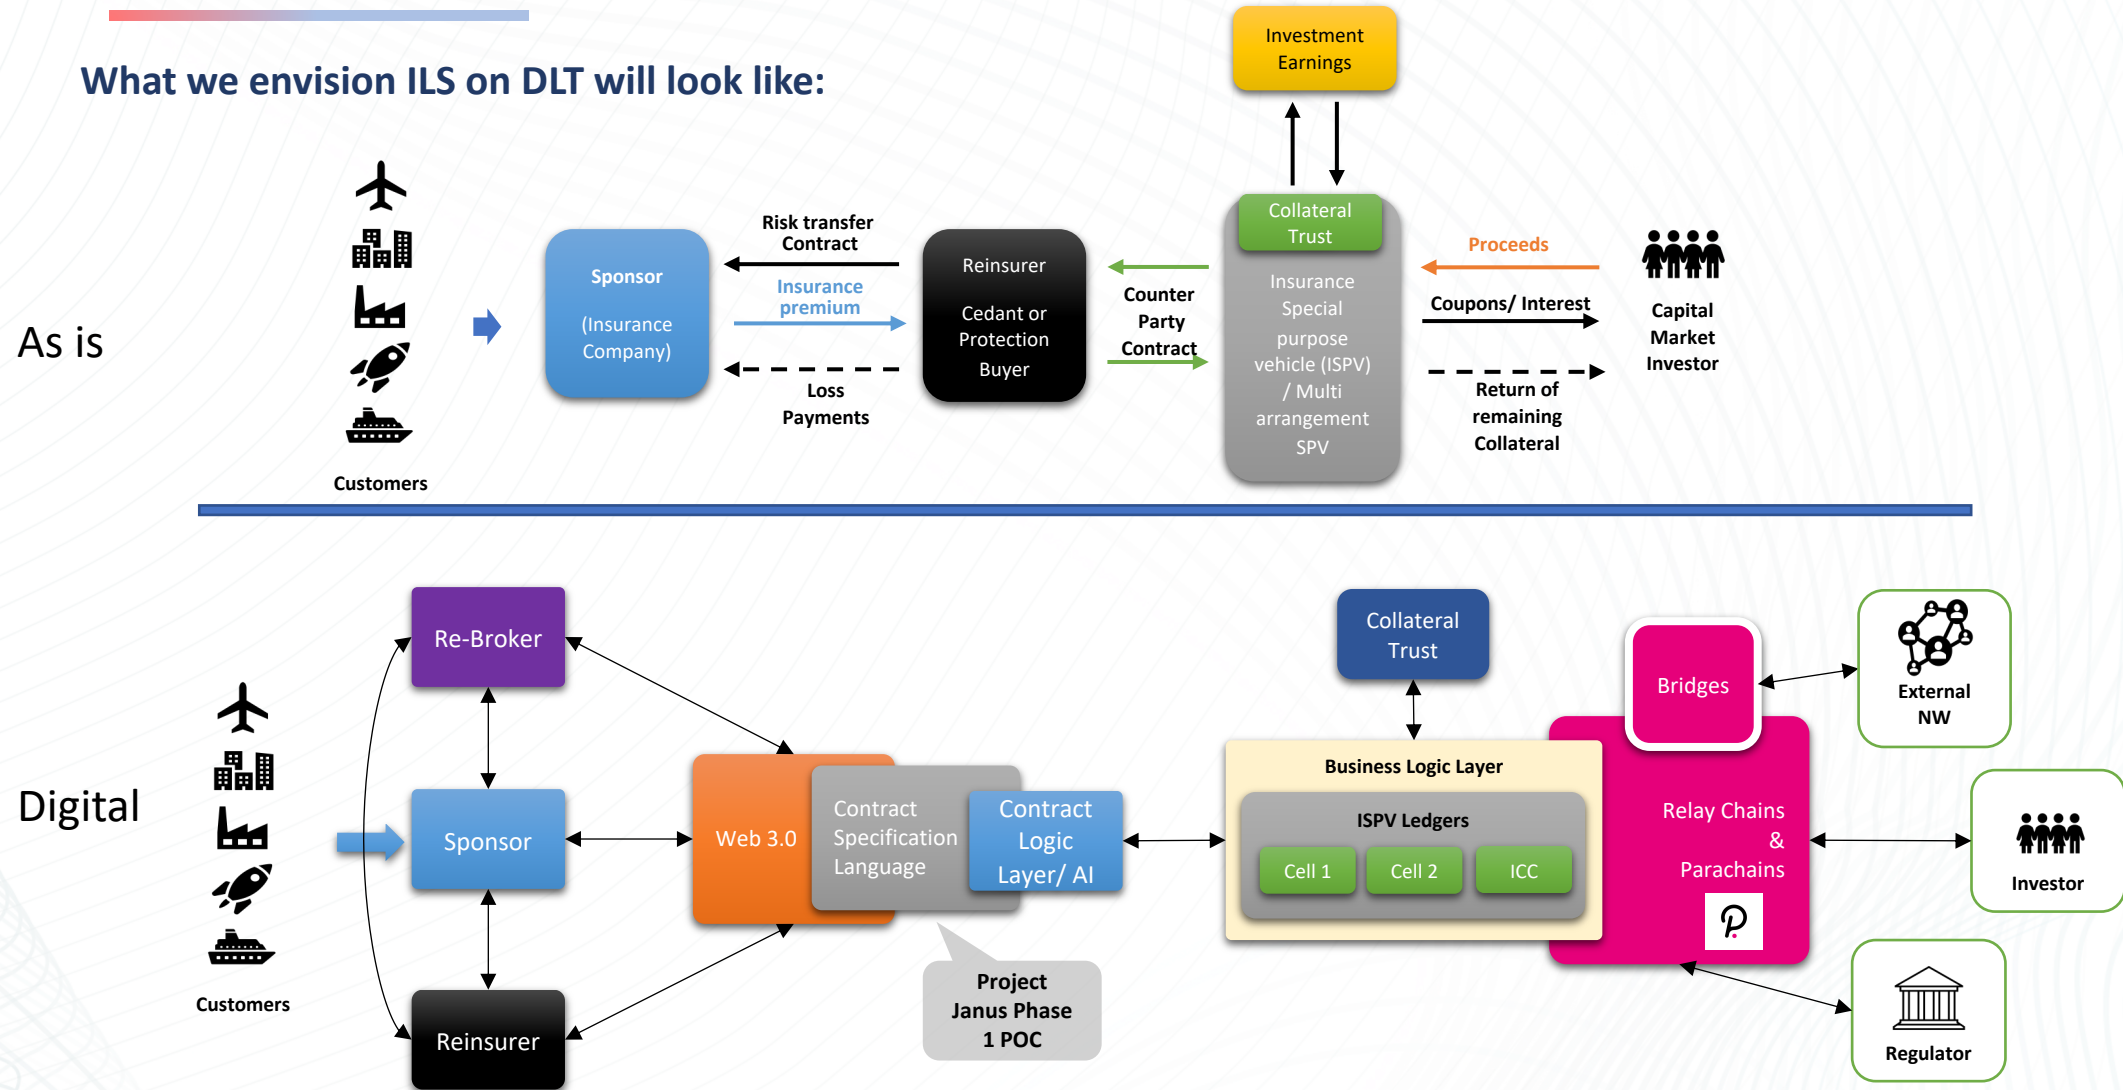 What we envision ILS on DLT will look like:
As is
Customers
Sponsor
(Insurance
Company)
Risk transfer
Contract
Insurance
premium
Loss
Payments
Reinsurer
Cedant or
Protection
Buyer
Counter
Party
Contract
Investment
Earnings
Collateral
Trust
Insurance
Special
purpose
vehicle (ISPV)
/ Multi
arrangement
SPV
Proceeds
Coupons/ Interest
Return of
remaining
Collateral
Capital
Market
Investor
Digital
Customers
Re-Broker
Sponsor
Reinsurer
Web 3.0
Contract
Specification
Language
Contract
Logic
Layer/ AI
Project
Janus Phase
1 POC
Collateral
Trust
Business Logic Layer
ISPV Ledgers
Cell 1
Cell 2
ICC
Bridges
Relay Chains
&
Parachains
External
NW
Investor
Regulator